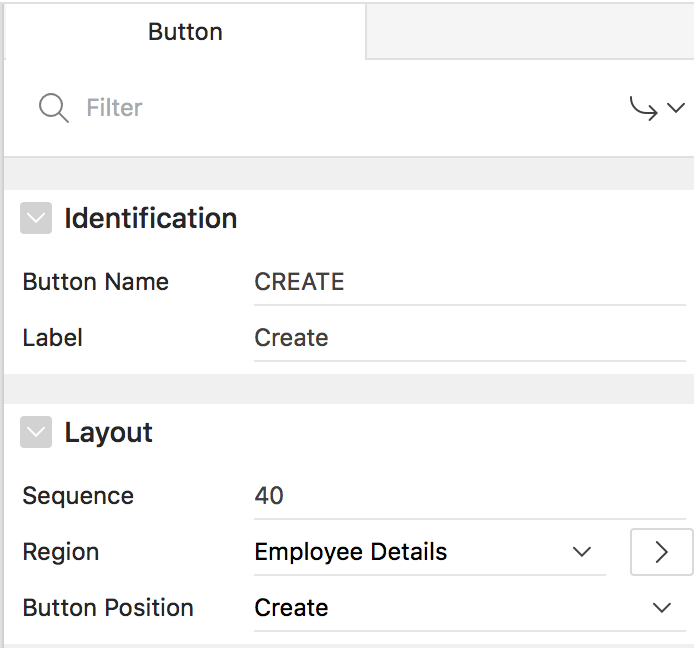 Button
Filter
Identification
Button Name CREATE
Label Create
Layout
Sequence 40
Region Employee Details
Button Position Create